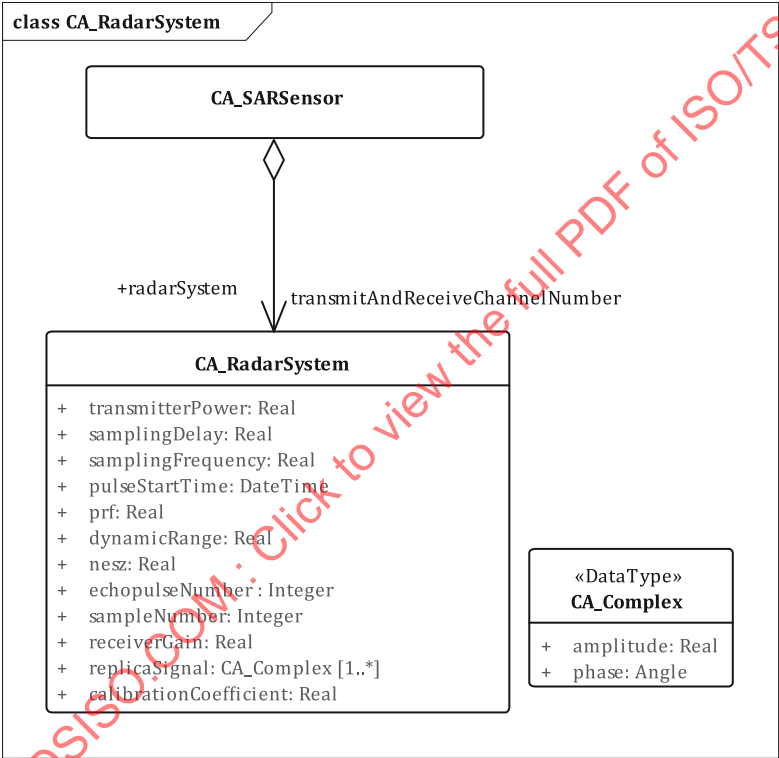 class CA_RadarSystem
CA_SARSensor
+radarSystem
transmitAndReceiveChannelNumber
CA_RadarSystem
+ transmitterPower: Real
+ samplingDelay: Real
+ samplingFrequency: Real
+ pulseStartTime: DateTime
+ prf: Real
+ dynamicRange: Real
+ nesz: Real
+ echopulseNumber : Integer
+ sampleNumber: Integer
+ receiverGain: Real
+ replicaSignal: CA_Complex [1..*]
+ calibrationCoefficient: Real
«DataType»
CA_Complex
+ amplitude: Real
+ phase: Angle
DSISO.COM : Click to view the full PDF of ISO/TS